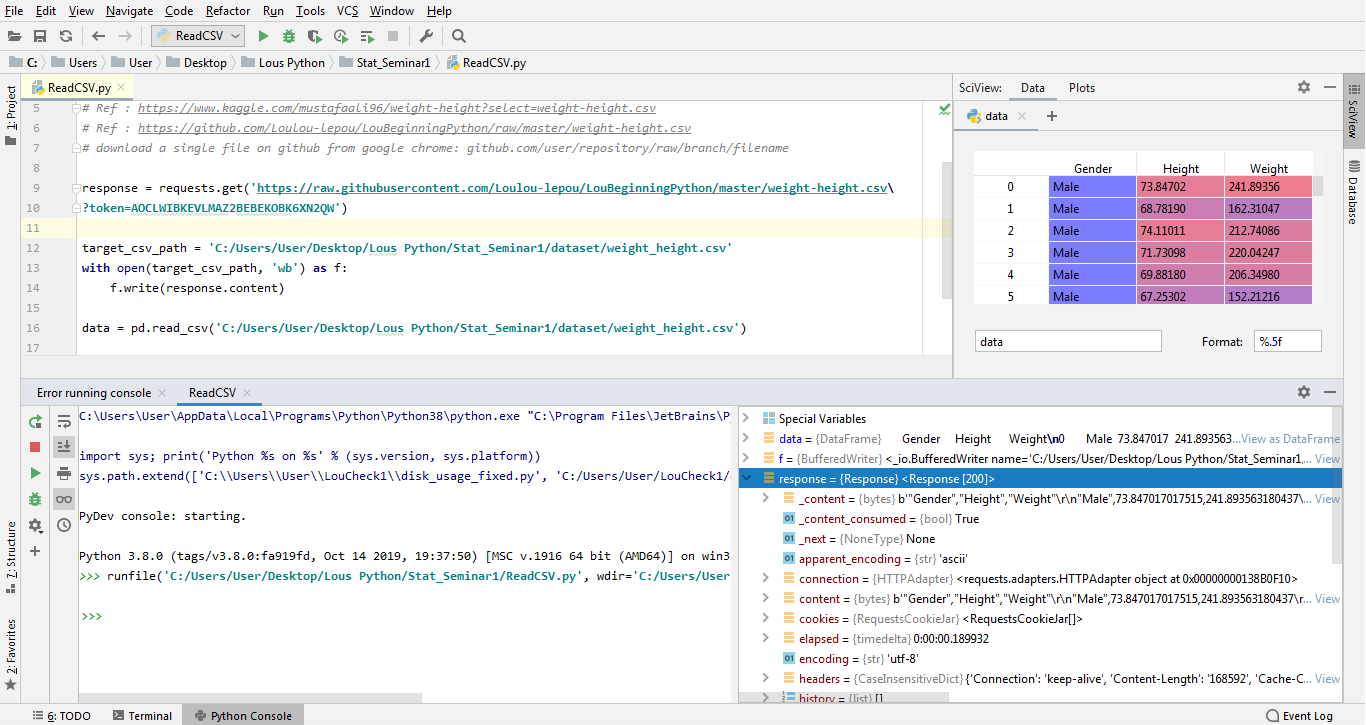 File Edit View Navigate Code Refactor Run Tools VCS Window Help
ReadCSV
C: Users User Desktop Lous Python Stat_Seminar1 ReadCSV.py
1: Project
ReadCSV.py
5 # Ref : https://www.kaggle.com/mustafaali96/weight-height?select=weight-height.csv
6 # Ref : https://github.com/Loulou-lepou/LouBeginningPython/raw/master/weight-height.csv
7 # download a single file on github from google chrome: github.com/user/repository/raw/branch/filename
8
9 response = requests.get('https://raw.githubusercontent.com/Loulou-lepou/LouBeginningPython/master/weight-height.csv\
10 ?token=AOCLWIBKEVLMAZ2BEBEKOBK6XN2QW')
11
12 target_csv_path = 'C:/Users/User/Desktop/Lous Python/Stat_Seminar1/dataset/weight_height.csv'
13 with open(target_csv_path, 'wb') as f:
14 f.write(response.content)
15
16 data = pd.read_csv('C:/Users/User/Desktop/Lous Python/Stat_Seminar1/dataset/weight_height.csv')
17
SciView: Data Plots
data
Gender Height Weight
0 Male 73.84702 241.89356
1 Male 68.78190 162.31047
2 Male 74.11011 212.74086
3 Male 71.73098 220.04247
4 Male 69.88180 206.34980
5 Male 67.25302 152.21216
data Format: %.5f
SciView
Database
Error running console ReadCSV
C:\Users\User\AppData\Local\Programs\Python\Python38\python.exe "C:\Program Files\JetBrains\Py
import sys; print('Python %s on %s' % (sys.version, sys.platform))
sys.path.extend(['C:\\Users\\User\\LouCheck1\\disk_usage_fixed.py', 'C:/Users/User/LouCheck1/
PyDev console: starting.
Python 3.8.0 (tags/v3.8.0:fa919fd, Oct 14 2019, 19:37:50) [MSC v.1916 64 bit (AMD64)] on win3
>>> runfile('C:/Users/User/Desktop/Lous Python/Stat_Seminar1/ReadCSV.py', wdir='C:/Users/User
>>>
Special Variables
data = {DataFrame} Gender Height Weight\n0 Male 73.847017 241.893563...View as DataFrame
f = {BufferedWriter} <_io.BufferedWriter name='C:/Users/User/Desktop/Lous Python/Stat_Seminar1,... View
response = {Response} <Response [200]>
_content = {bytes} b'"Gender","Height","Weight"\r\n"Male",73.847017017515,241.893563180437\... View
01 _content_consumed = {bool} True
01 _next = {NoneType} None
01 apparent_encoding = {str} 'ascii'
connection = {HTTPAdapter} <requests.adapters.HTTPAdapter object at 0x00000000138B0F10>
content = {bytes} b'"Gender","Height","Weight"\r\n"Male",73.847017017515,241.893563180437\r... View
cookies = {RequestsCookieJar} <RequestsCookieJar[]>
elapsed = {timedelta} 0:00:00.189932
01 encoding = {str} 'utf-8'
headers = {CaseInsensitiveDict} {'Connection': 'keep-alive', 'Content-Length': '168592', 'Cache-C... View
history = {list} []
7: Structure
2: Favorites
6: TODO Terminal Python Console Event Log